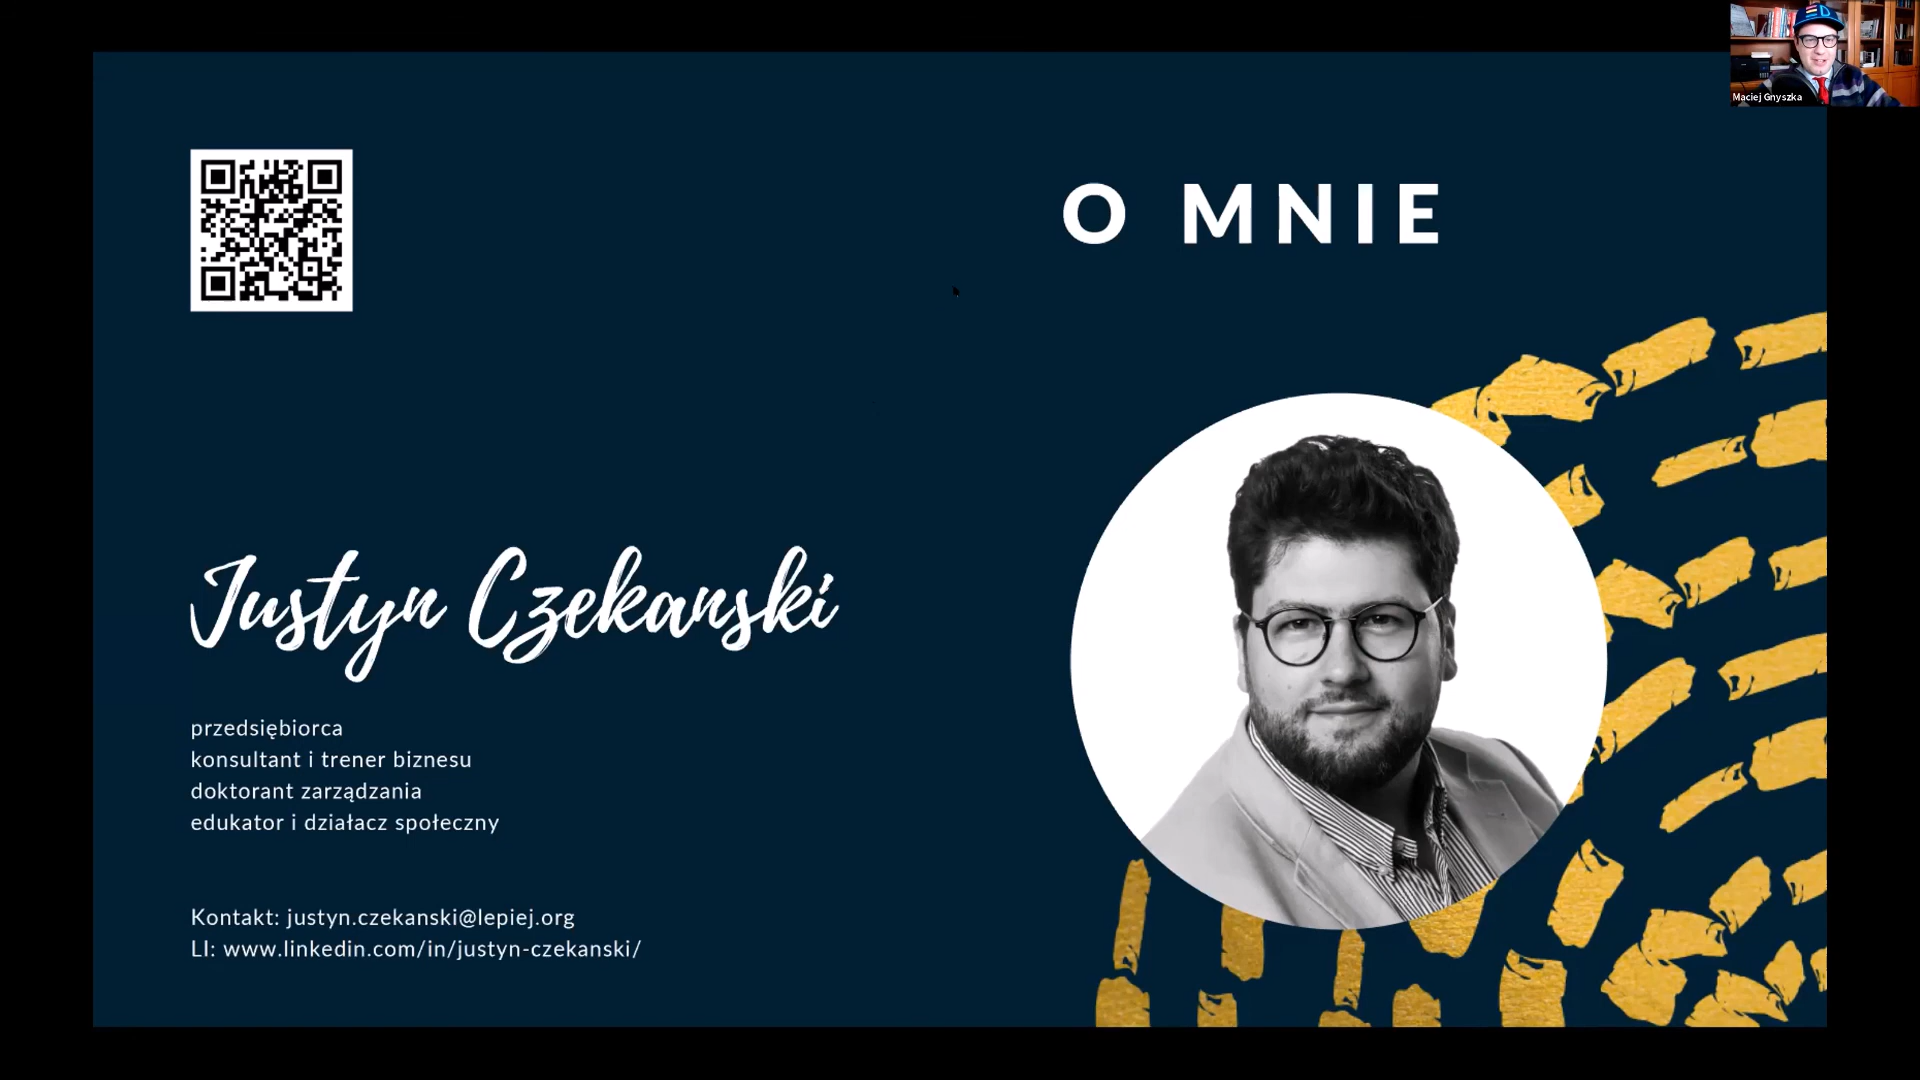 Maciej Gnyszka
O MNIE
Justyn Czekanski
przedsiębiorca
konsultant i trener biznesu
doktorant zarządzania
edukator i działacz społeczny
Kontakt: justyn.czekanski@lepiej.org
LI: www.linkedin.com/in/justyn-czekanski/